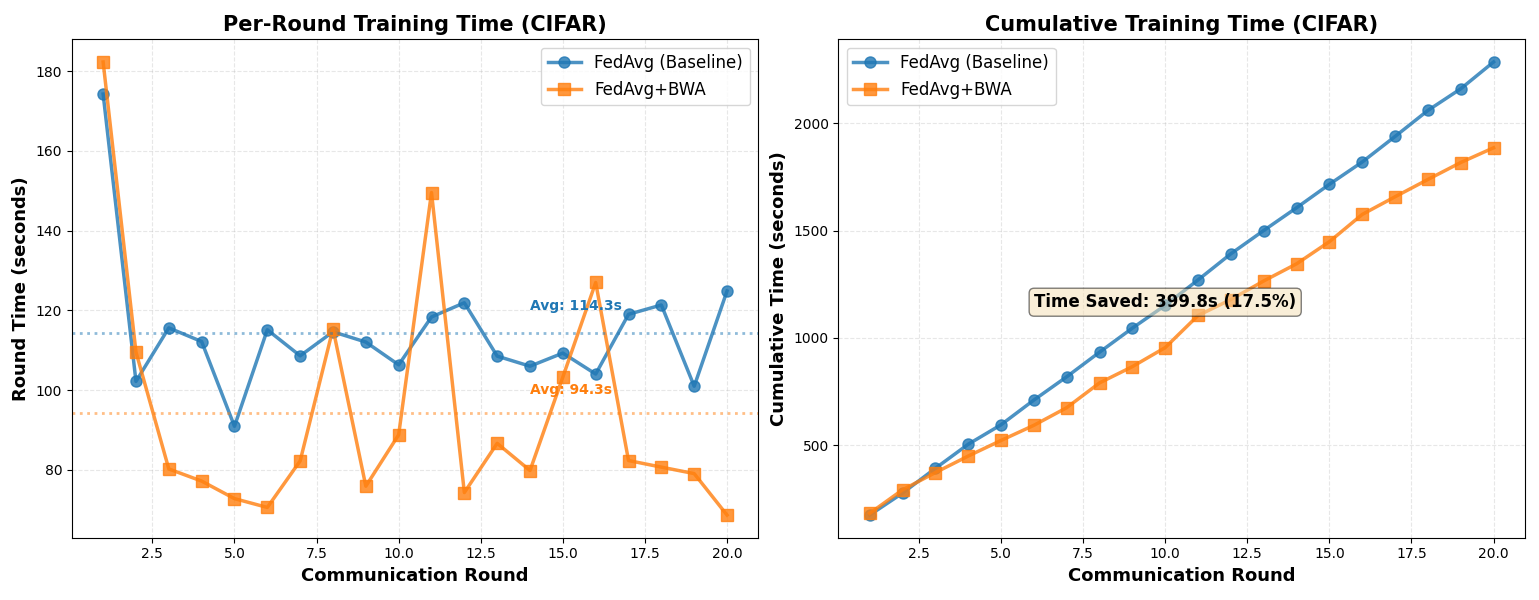 Per-Round Training Time (CIFAR)
Round Time (seconds)
180
160
140
120
100
80
FedAvg (Baseline)
FedAvg+BWA
Avg: 114.3s
Avg: 94.3s
2.5 5.0 7.5 10.0 12.5 15.0 17.5 20.0
Communication Round
Cumulative Training Time (CIFAR)
Cumulative Time (seconds)
2000
1500
1000
500
FedAvg (Baseline)
FedAvg+BWA
Time Saved: 399.8s (17.5%)
2.5 5.0 7.5 10.0 12.5 15.0 17.5 20.0
Communication Round